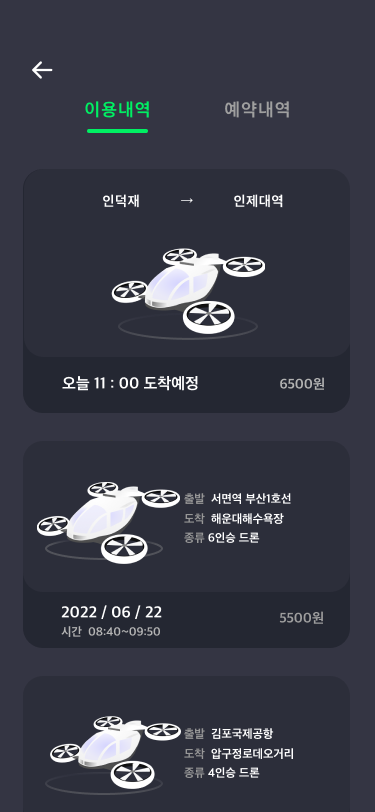 이용내역 예약내역
인덕재 → 인제대역
오늘 11 : 00 도착예정 6500원
출발 서면역 부산1호선
도착 해운대해수욕장
종류 6인승 드론
2022 / 06 / 22
시간 08:40~09:50
5500원
출발 김포국제공항
도착 압구정로데오거리
종류 4인승 드론